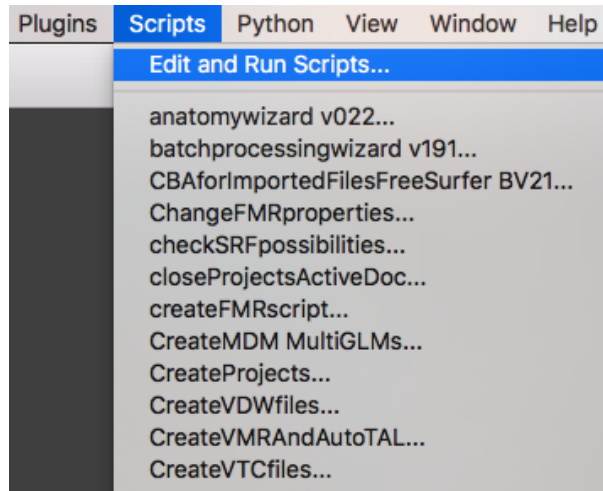 Plugins Scripts Python View Window Help
Edit and Run Scripts...
anatomywizard v022...
batchprocessingwizard v191...
CBAforImportedFilesFreeSurfer BV21...
ChangeFMRproperties...
checkSRFpossibilities...
closeProjectsActiveDoc...
createFMRscript...
CreateMDM MultiGLMs...
CreateProjects...
CreateVDWfiles...
CreateVMRAndAutoTAL...
CreateVTCfiles...